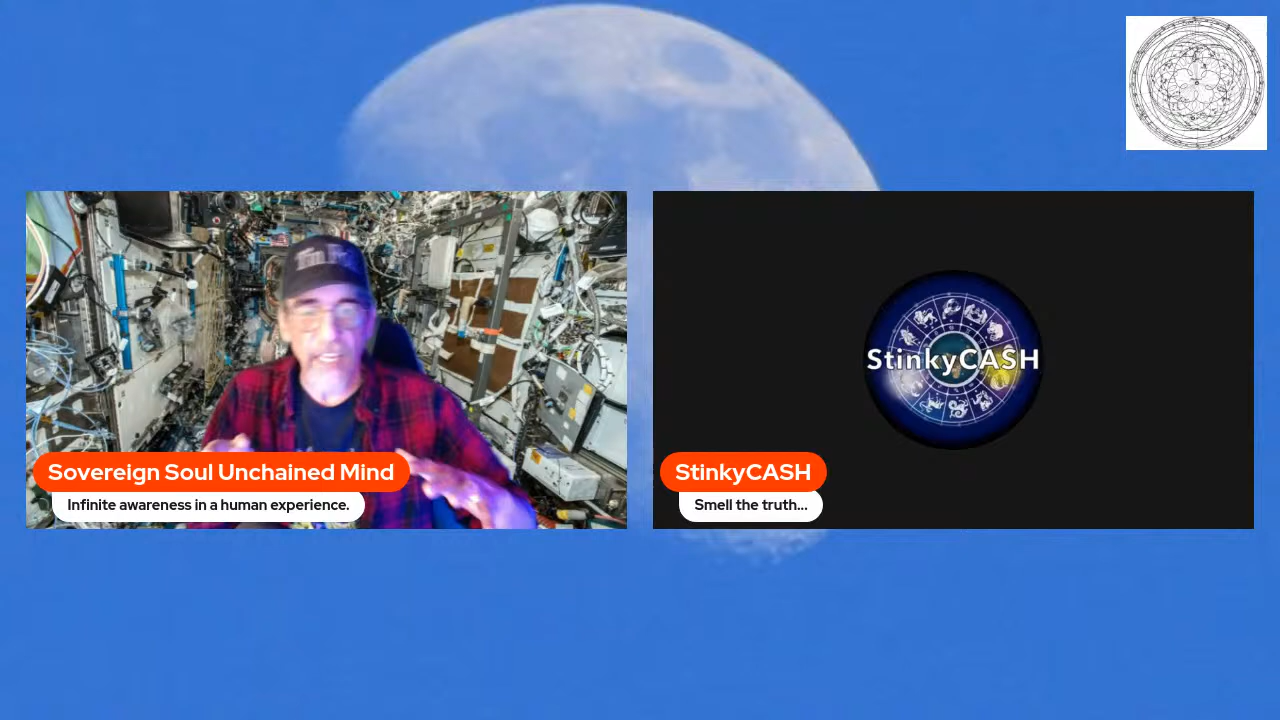 Sovereign Soul Unchained Mind
Infinite awareness in a human experience.
StinkyCASH
StinkyCASH
Smell the truth...